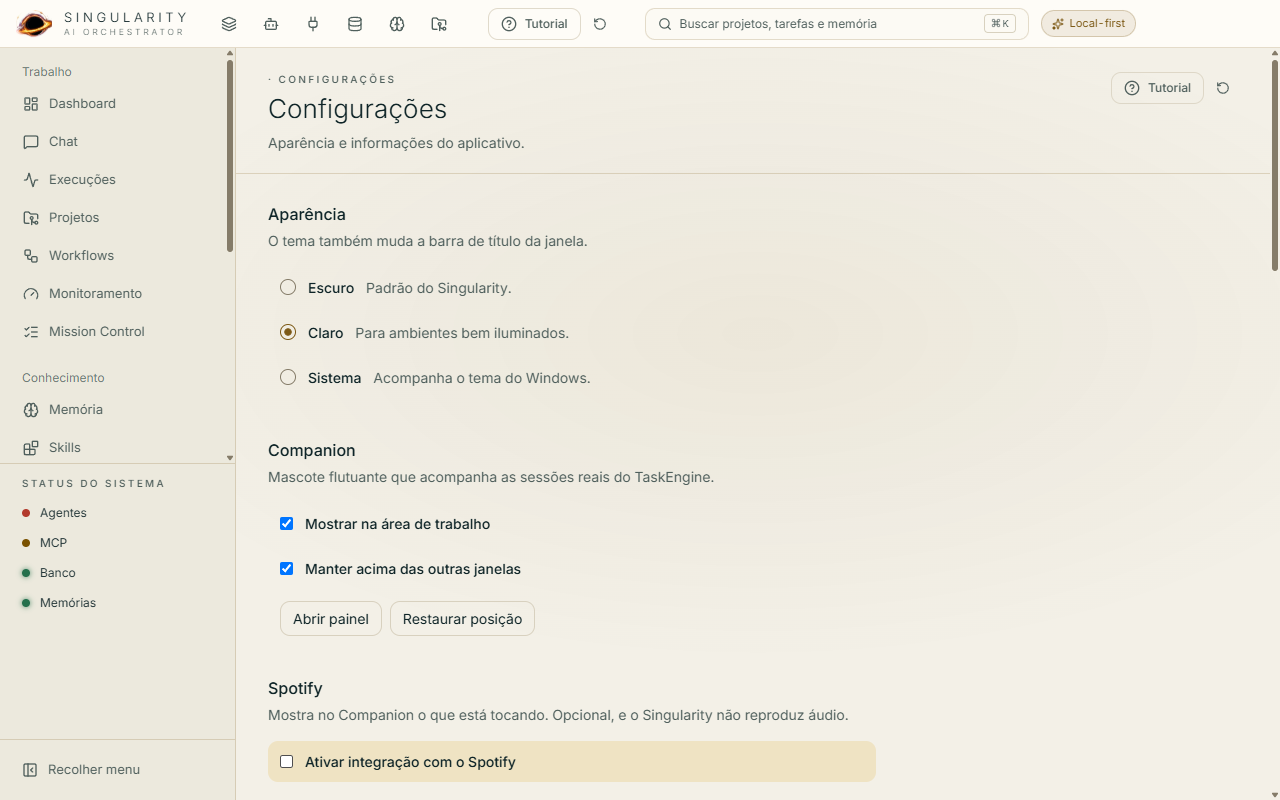 SINGULARITY
AI ORCHESTRATOR
Tutorial
Buscar projetos, tarefas e memória
⌘K
Local-first
Trabalho
Dashboard
Chat
Execuções
Projetos
Workflows
Monitoramento
Mission Control
Conhecimento
Memória
Skills
STATUS DO SISTEMA
Agentes
MCP
Banco
Memórias
Recolher menu
· CONFIGURAÇÕES
Configurações
Aparência e informações do aplicativo.
Tutorial
Aparência
O tema também muda a barra de título da janela.
Escuro Padrão do Singularity.
Claro Para ambientes bem iluminados.
Sistema Acompanha o tema do Windows.
Companion
Mascote flutuante que acompanha as sessões reais do TaskEngine.
Mostrar na área de trabalho
Manter acima das outras janelas
Abrir painel Restaurar posição
Spotify
Mostra no Companion o que está tocando. Opcional, e o Singularity não reproduz áudio.
Ativar integração com o Spotify